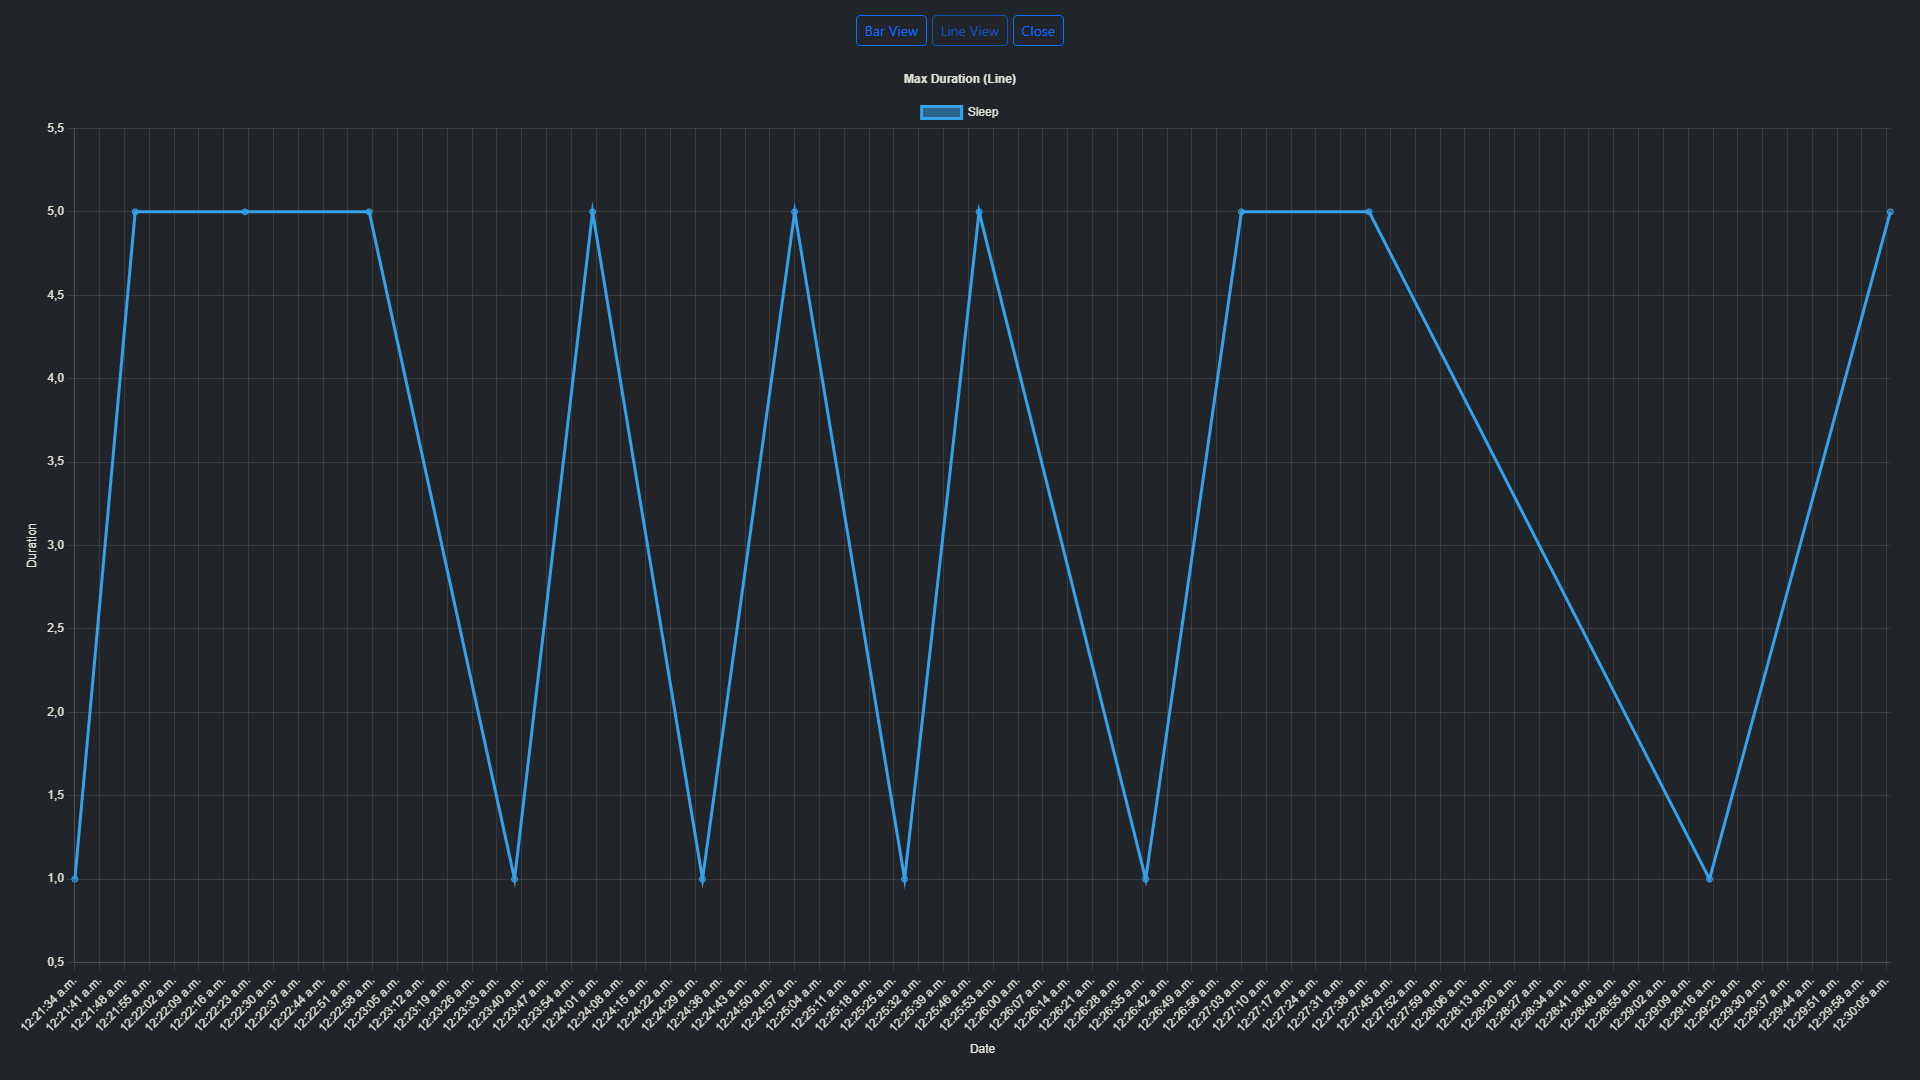 Bar View Line View Close
Max Duration (Line)
Sleep
5,5
5,0
4,5
4,0
3,5
3,0
Duration
2,5
2,0
1,5
1,0
0,5
12:21:34 a.m.
12:21:41 a.m.
12:21:48 a.m.
12:21:55 a.m.
12:22:02 a.m.
12:22:09 a.m.
12:22:16 a.m.
12:22:23 a.m.
12:22:30 a.m.
12:22:37 a.m.
12:22:44 a.m.
12:22:51 a.m.
12:22:58 a.m.
12:23:05 a.m.
12:23:12 a.m.
12:23:19 a.m.
12:23:26 a.m.
12:23:33 a.m.
12:23:40 a.m.
12:23:47 a.m.
12:23:54 a.m.
12:24:01 a.m.
12:24:08 a.m.
12:24:15 a.m.
12:24:22 a.m.
12:24:29 a.m.
12:24:36 a.m.
12:24:43 a.m.
12:24:50 a.m.
12:24:57 a.m.
12:25:04 a.m.
12:25:11 a.m.
12:25:18 a.m.
12:25:25 a.m.
12:25:32 a.m.
12:25:39 a.m.
12:25:46 a.m.
12:25:53 a.m.
12:26:00 a.m.
12:26:07 a.m.
12:26:14 a.m.
12:26:21 a.m.
12:26:28 a.m.
12:26:35 a.m.
12:26:42 a.m.
12:26:49 a.m.
12:26:56 a.m.
12:27:03 a.m.
12:27:10 a.m.
12:27:17 a.m.
12:27:24 a.m.
12:27:31 a.m.
12:27:38 a.m.
12:27:45 a.m.
12:27:52 a.m.
12:27:59 a.m.
12:28:06 a.m.
12:28:13 a.m.
12:28:20 a.m.
12:28:27 a.m.
12:28:34 a.m.
12:28:41 a.m.
12:28:48 a.m.
12:28:55 a.m.
12:29:02 a.m.
12:29:09 a.m.
12:29:16 a.m.
12:29:23 a.m.
12:29:30 a.m.
12:29:37 a.m.
12:29:44 a.m.
12:29:51 a.m.
12:29:58 a.m.
12:30:05 a.m.
Date